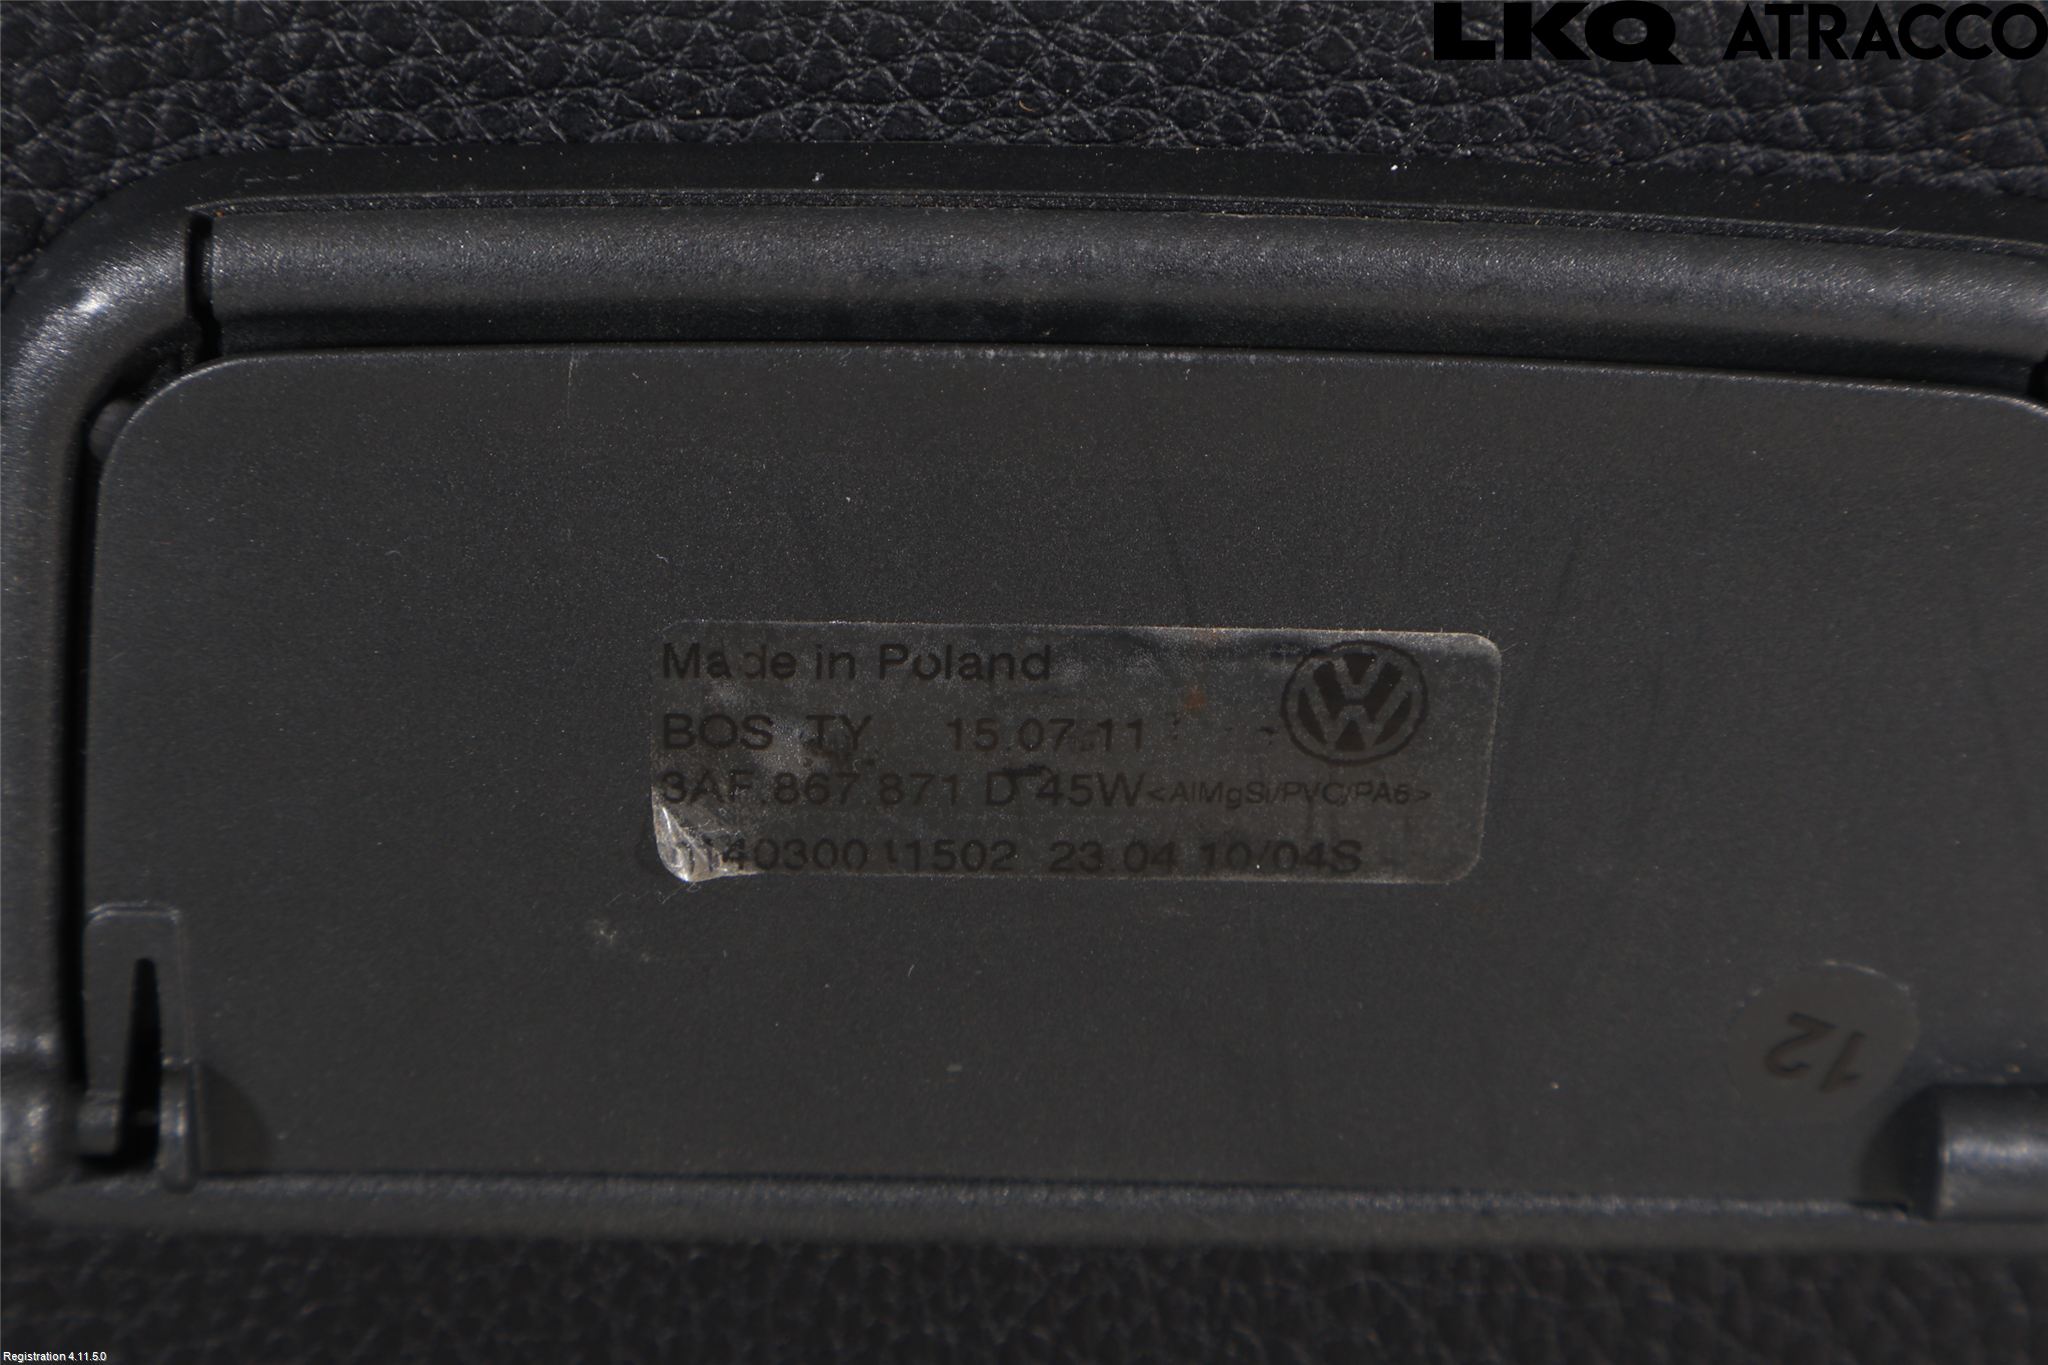 LKQ ATRACCO
Made in Poland
BOS TY 15.07.11
3AF.867.871 D 45W<AlMgSi/PVC/PA6>
23.04 10/04S
12
Registration 4.11.5.0